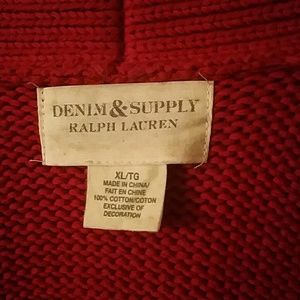 DENIM & SUPPLY
RALPH LAUREN
XL/TG
MADE IN CHINA/
FAIT EN CHINE
100% COTTON/COTON
EXCLUSIVE OF
DECORATION